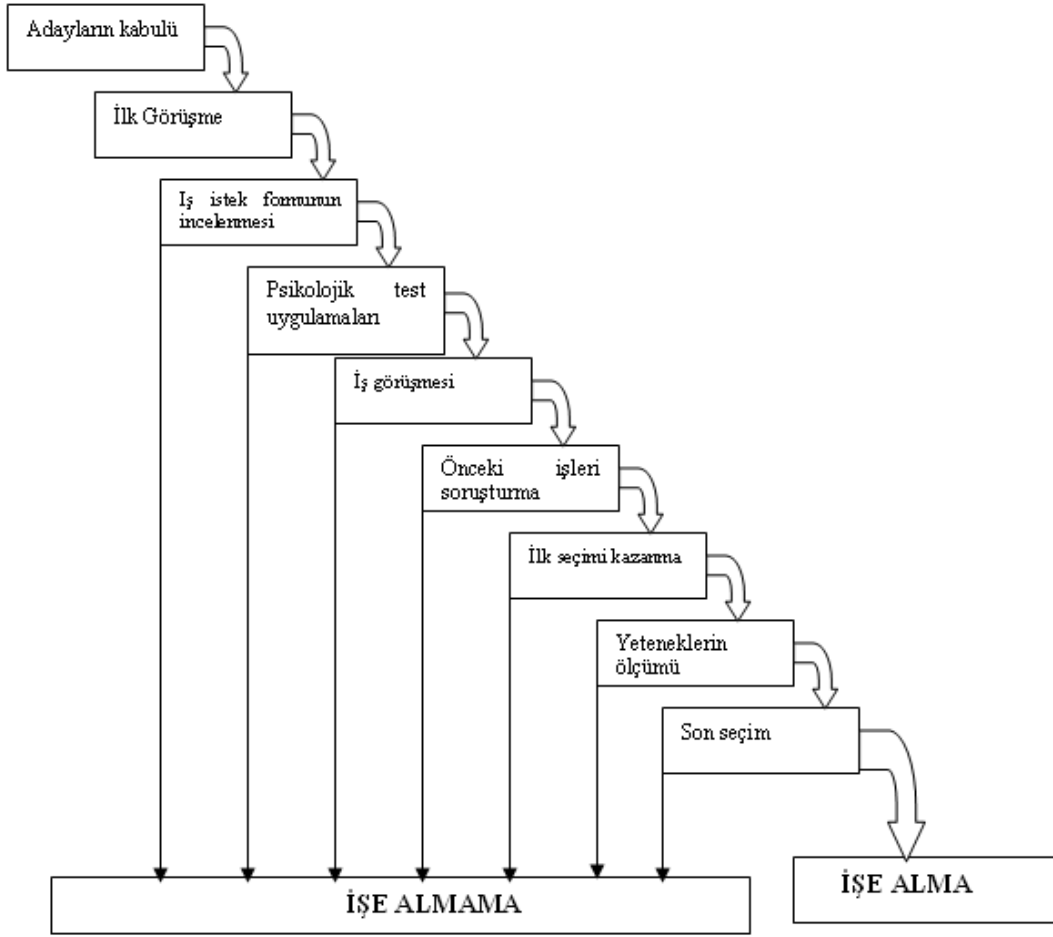 Adayların kabulü
İlk Görüşme
Iş istek formunun
incelenmesi
Psikolojik test
uygulamaları
İş görüşmesi
Önceki işleri
soruşturma
İlk seçimi kazanma
Yeteneklerin
ölçümü
Son seçim
İŞE ALMA
İŞE ALMAMA